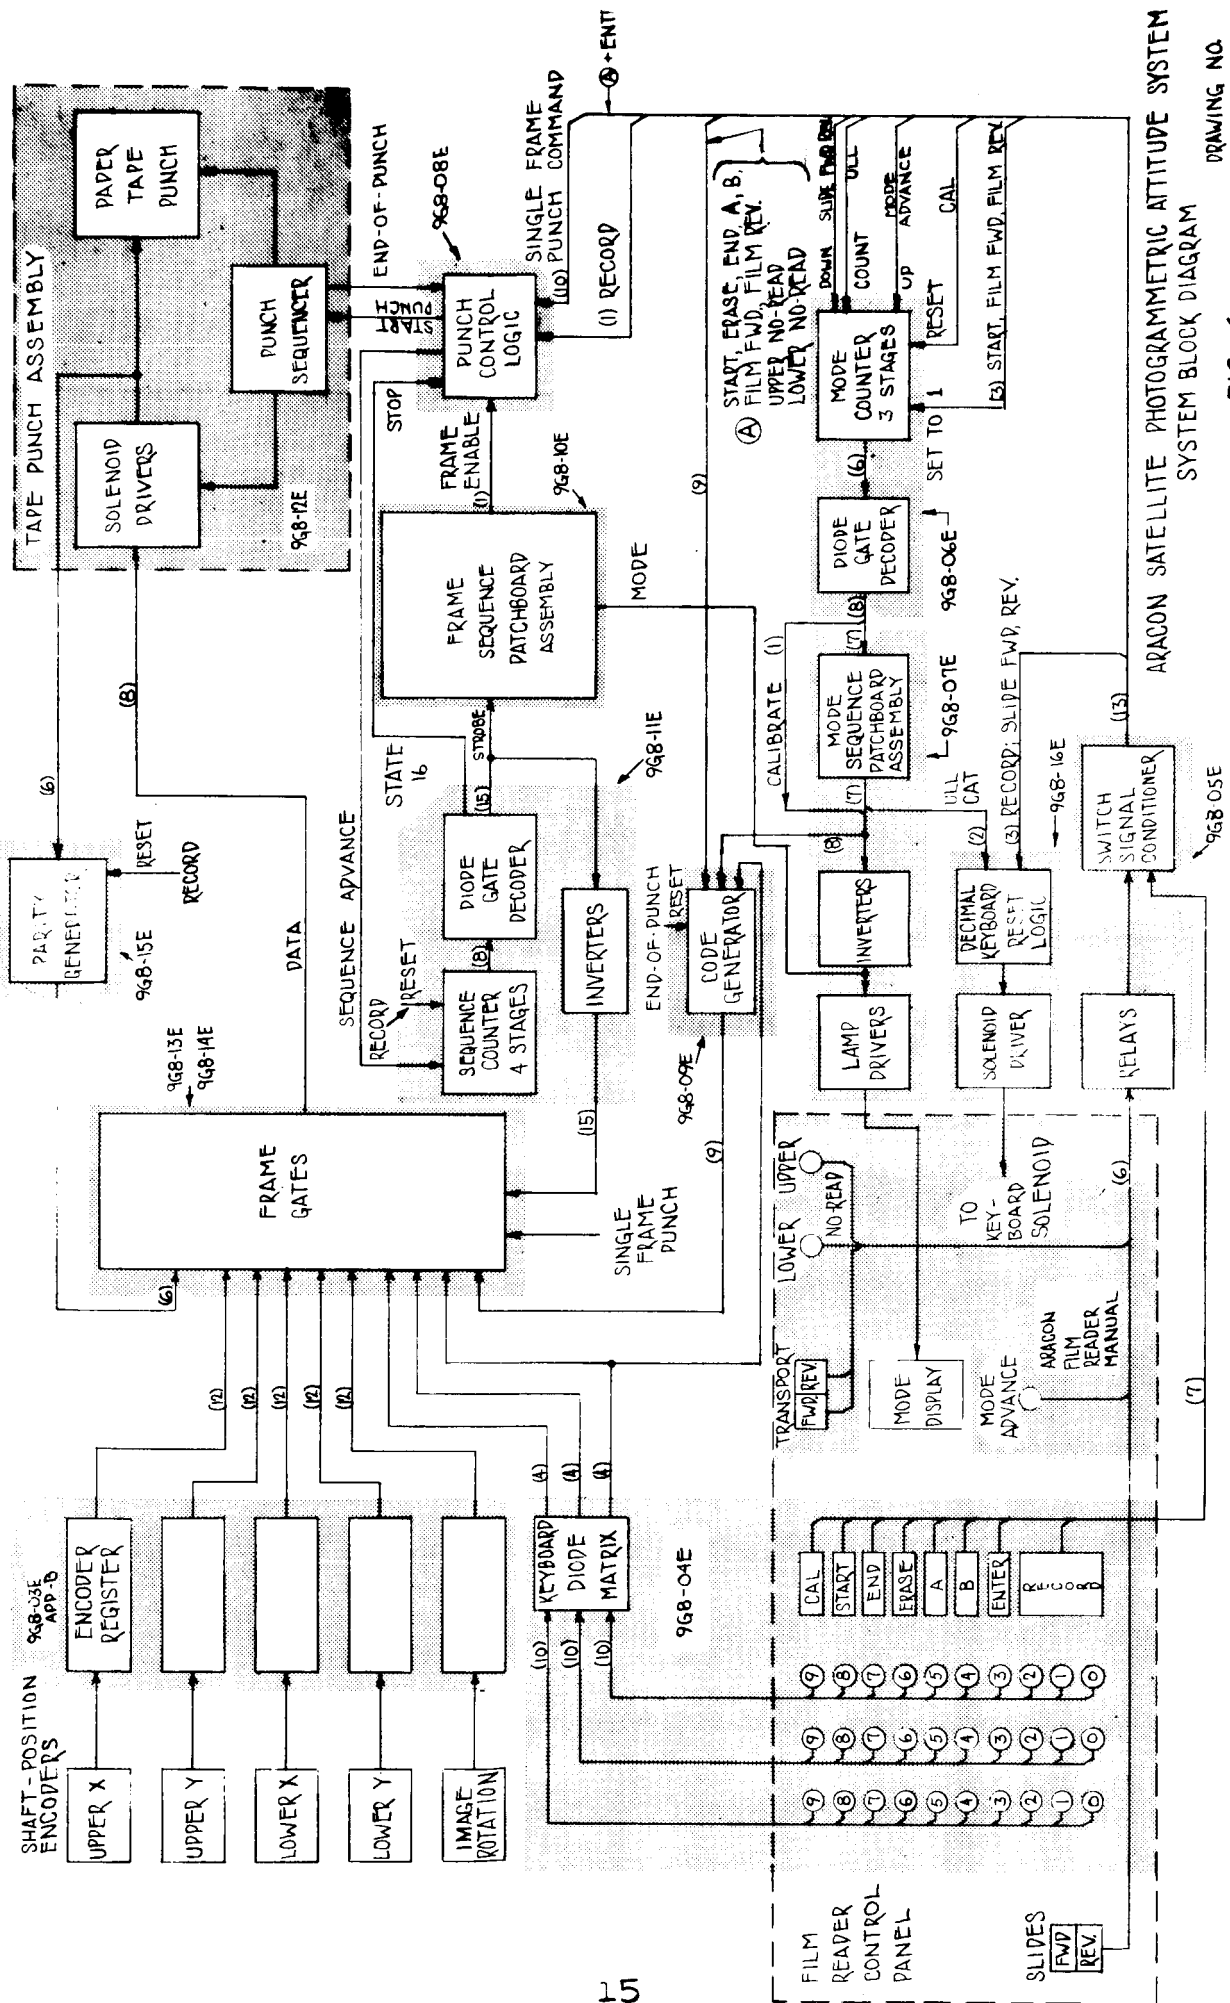 TAPE PUNCH ASSEMBLY
SOLENOID
DRIVERS
PAPER
TAPE
PUNCH
PUNCH
SEQUENCER
9G8-12E
(6)
(8)
PARITY
GENERATOR
RESET
RECORD
9G8-15E
DATA
END-OF-PUNCH
START
PUNCH
9G8-08E
PUNCH
CONTROL
LOGIC
STOP
FRAME
ENABLE
(1)
SINGLE FRAME
PUNCH COMMAND
(10)
(1) RECORD
SEQUENCE ADVANCE
STATE
16
FRAME
SEQUENCE
PATCHBOARD
ASSEMBLY
9G8-10E
MODE
STROBE
(15)
DIODE
GATE
DECODER
(8)
SEQUENCE
COUNTER
4 STAGES
RECORD
RESET
INVERTERS
(15)
9G8-11E
9G8-13E
9G8-14E
FRAME
GATES
SINGLE
FRAME
PUNCH
(6)
(12)
(12)
(12)
(12)
(12)
SHAFT-POSITION
ENCODERS
9G8-03E
APP-B
UPPER X
UPPER Y
LOWER X
LOWER Y
IMAGE
ROTATION
ENCODER
REGISTER
KEYBOARD
DIODE
MATRIX
(4)
(4)
(4)
(10)
(10)
(10)
9G8-04E
END-OF-PUNCH
RESET
CODE
GENERATOR
9G8-09E
(9)
(9)
Ⓐ START, ERASE, END, A, B,
FILM FWD, FILM REV.
UPPER NO-READ
LOWER NO-READ
Ⓐ + ENT
DOWN
SLIDE FWD REV.
ULL
COUNT
MODE
ADVANCE
UP
CAL
RESET
MODE
COUNTER
3 STAGES
SET TO 1
(3) START, FILM FWD, FILM REV.
(6)
DIODE
GATE
DECODER
9G8-06E
(8)
(7)
(1)
CALIBRATE
MODE
SEQUENCE
PATCHBOARD
ASSEMBLY
9G8-07E
(7)
(8)
INVERTERS
LAMP
DRIVERS
ULL
CAT
(2)
(3) RECORD; SLIDE FWD, REV.
DECIMAL
KEYBOARD
RESET
LOGIC
9G8-16E
SOLENOID
DRIVER
TO
KEY-
BOARD
SOLENOID
SWITCH
SIGNAL
CONDITIONER
(13)
9G8-05E
RELAYS
(6)
(7)
FILM
READER
CONTROL
PANEL
SLIDES
FWD
REV.
9 8 7 6 5 4 3 2 1 0
9 8 7 6 5 4 3 2 1 0
9 8 7 6 5 4 3 2 1 0
CAL
START
END
ERASE
A
B
ENTER
RECORD
TRANSPORT
FWD REV.
LOWER
UPPER
NO-READ
MODE
DISPLAY
MODE
ADVANCE
ARACON
FILM
READER
MANUAL
ARACON SATELLITE PHOTOGRAMMETRIC ATTITUDE SYSTEM
SYSTEM BLOCK DIAGRAM
DRAWING NO.
15